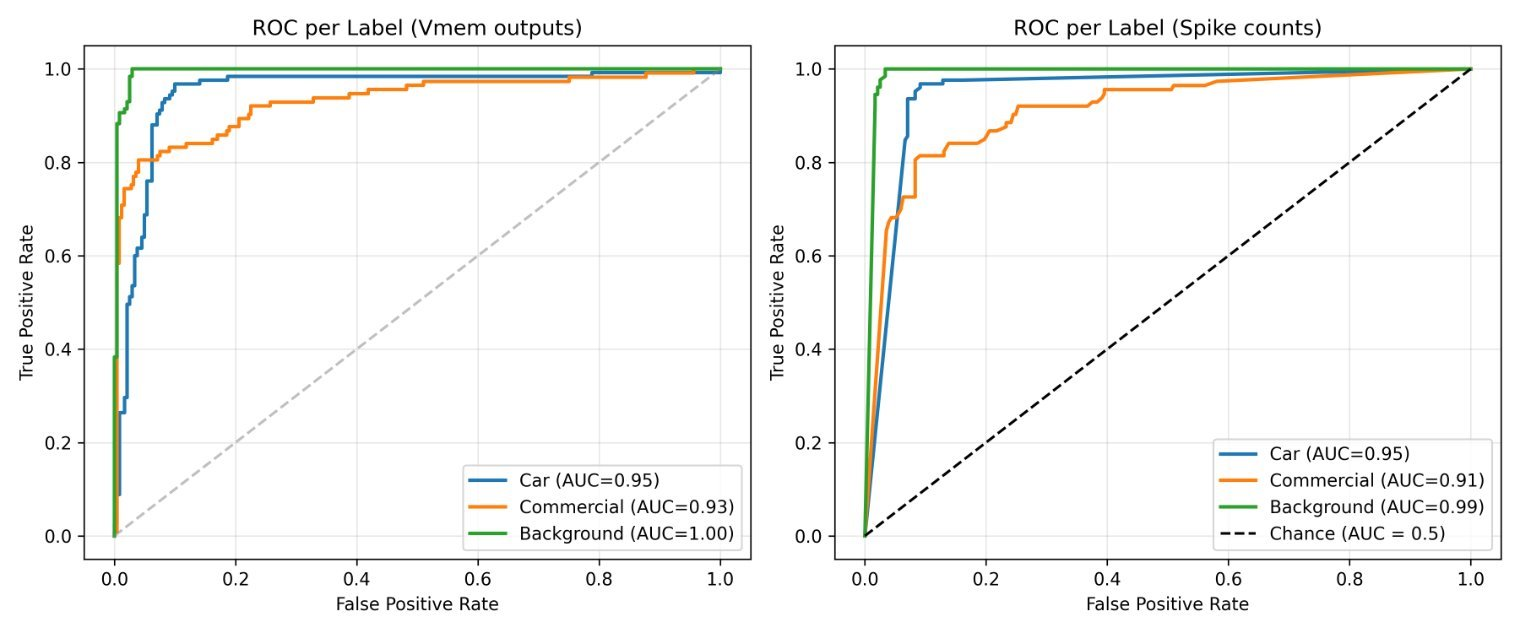 ROC per Label (Vmem outputs)
1.0
0.8
0.6
0.4
0.2
0.0
True Positive Rate
0.0 0.2 0.4 0.6 0.8 1.0
False Positive Rate
Car (AUC=0.95)
Commercial (AUC=0.93)
Background (AUC=1.00)
ROC per Label (Spike counts)
1.0
0.8
0.6
0.4
0.2
0.0
True Positive Rate
0.0 0.2 0.4 0.6 0.8 1.0
False Positive Rate
Car (AUC=0.95)
Commercial (AUC=0.91)
Background (AUC=0.99)
Chance (AUC = 0.5)